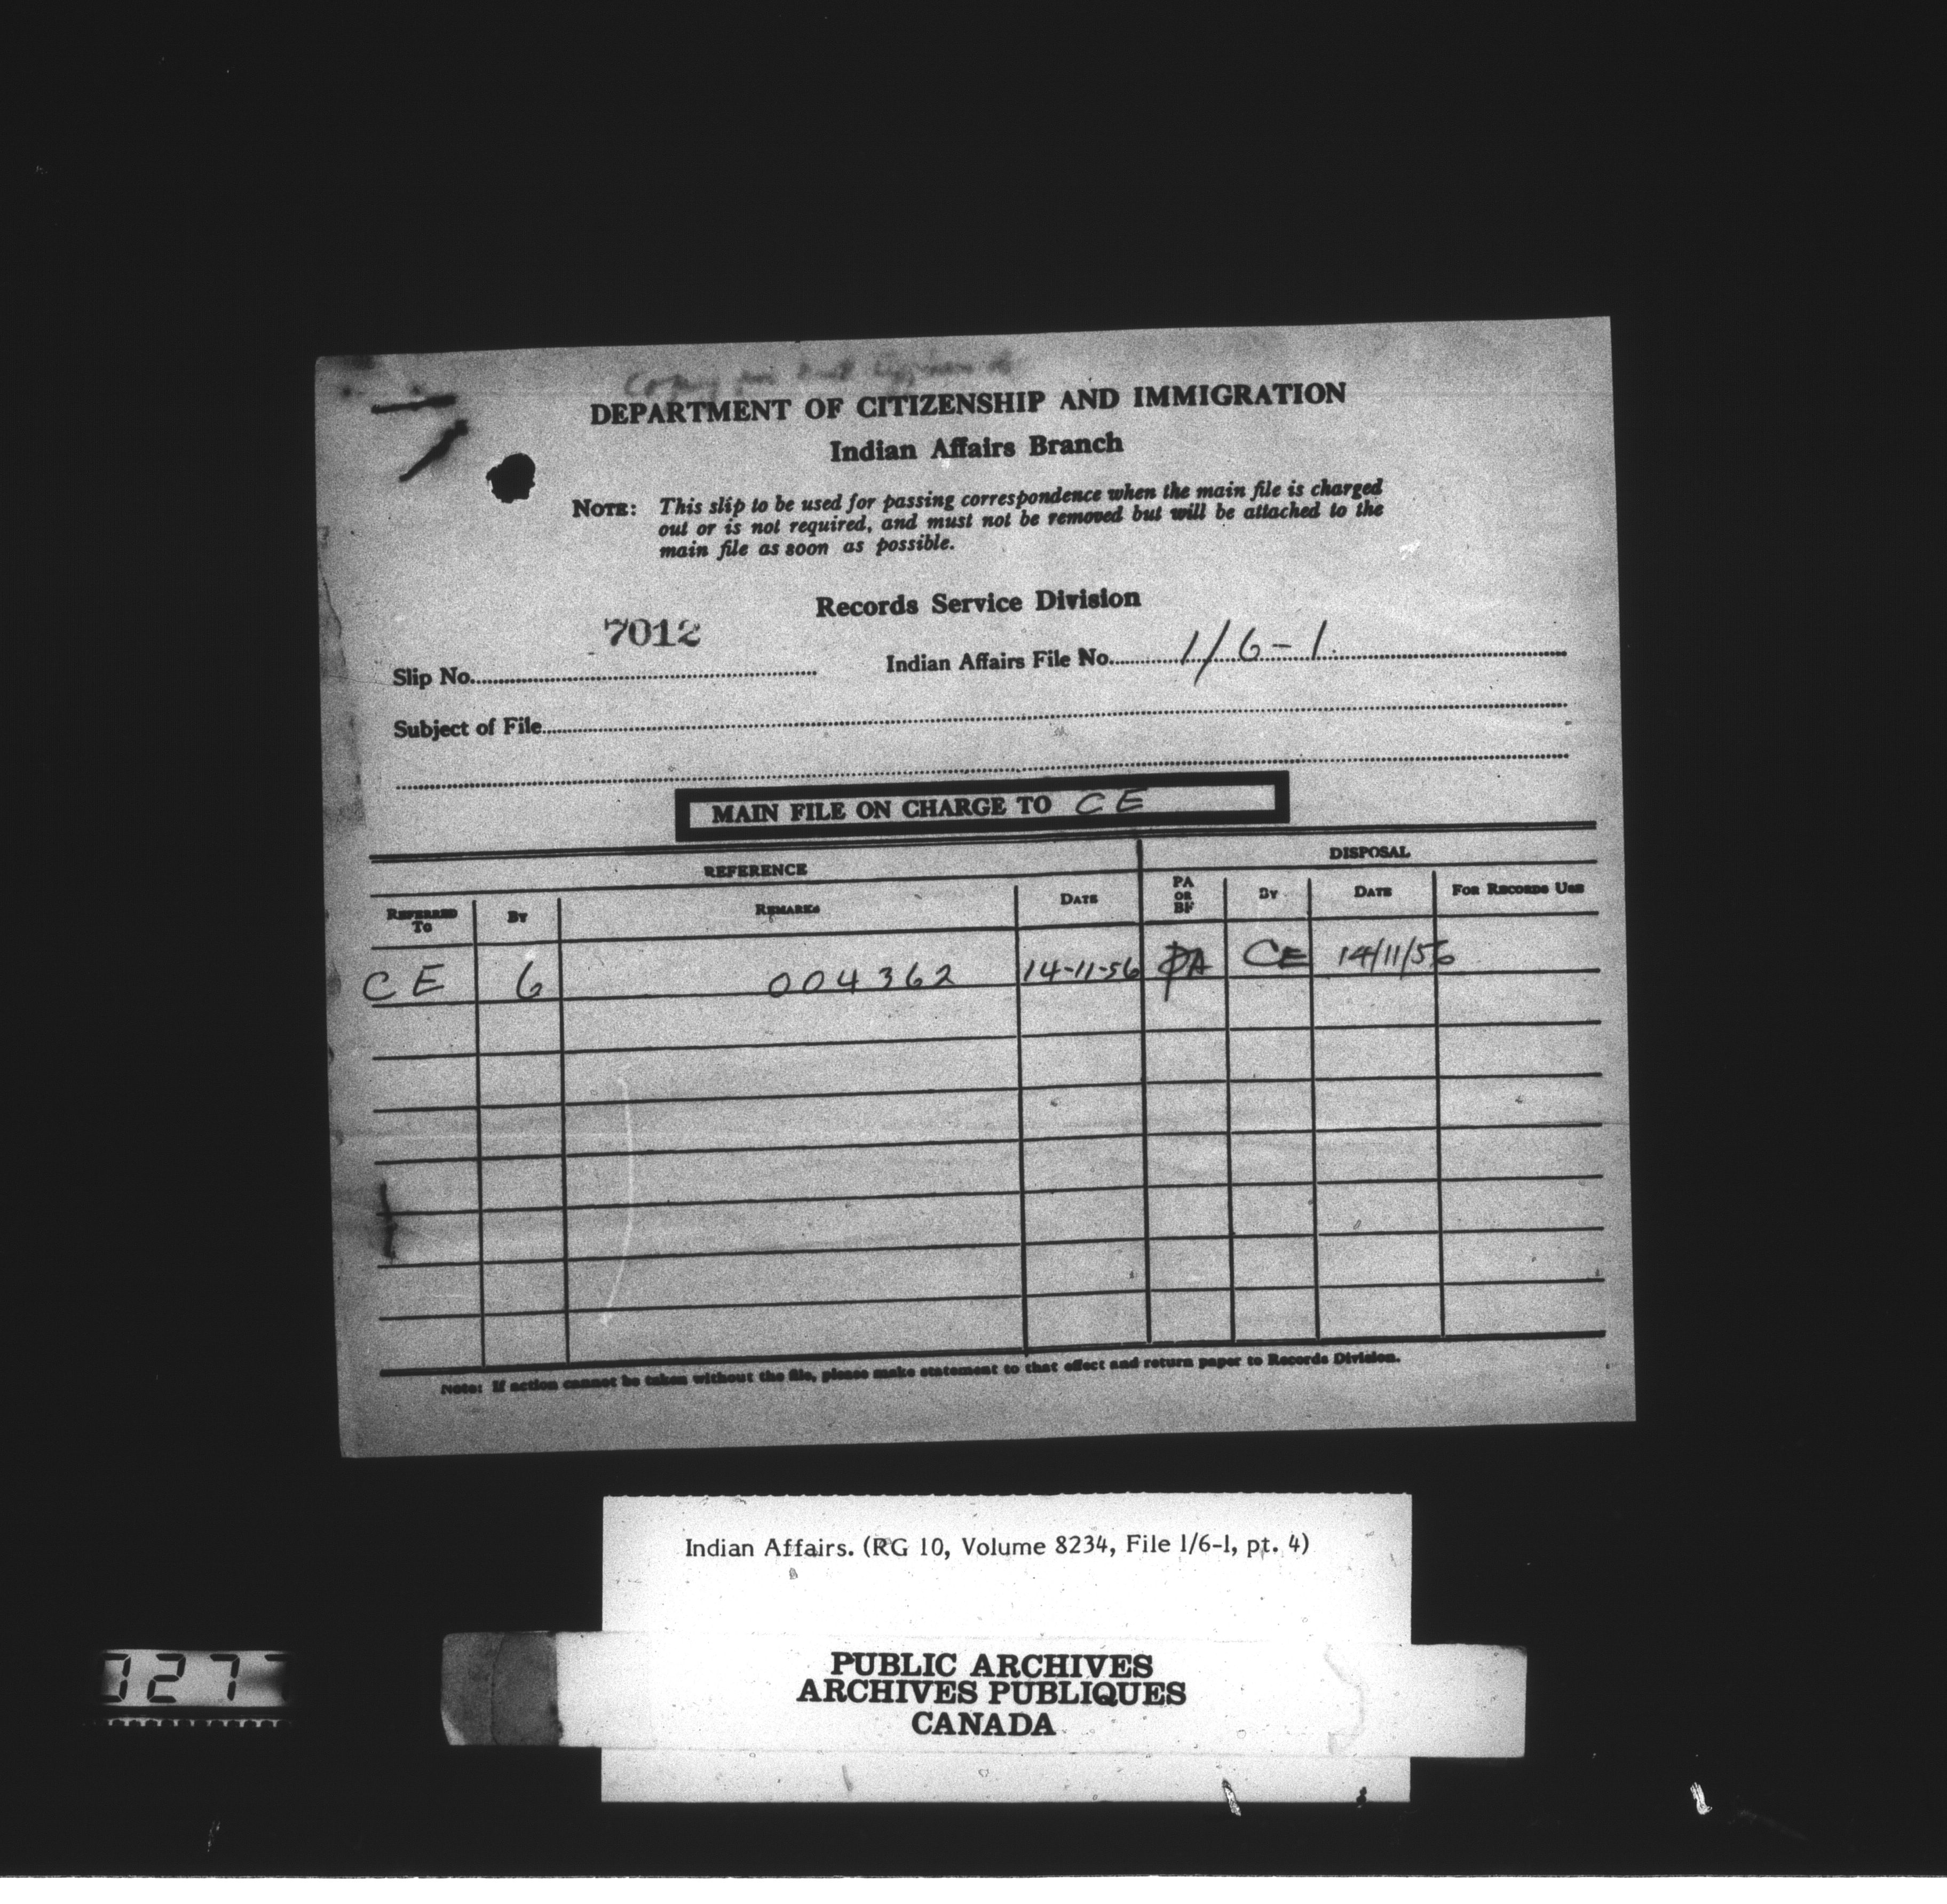 DEPARTMENT OF CITIZENSHIP AND IMMIGRATION
Indian Affairs Branch
NOTE: This slip to be used for passing correspondence when the main file is charged
out or is not required, and must not be removed but will be attached to the
main file as soon as possible.
Records Service Division
7012
Slip No. Indian Affairs File No. 1/6-1.
Subject of File
MAIN FILE ON CHARGE TO CE
REFERENCE DISPOSAL
REFERRED TO BY REMARKS DATE PA OR BF BY DATE FOR RECORDS USE
CE 6 004362 14-11-56 PA CE 14/11/56
Note: If action cannot be taken without the file, please make statement to that effect and return paper to Records Division.
Indian Affairs. (RG 10, Volume 8234, File 1/6-1, pt. 4)
PUBLIC ARCHIVES
ARCHIVES PUBLIQUES
CANADA
327